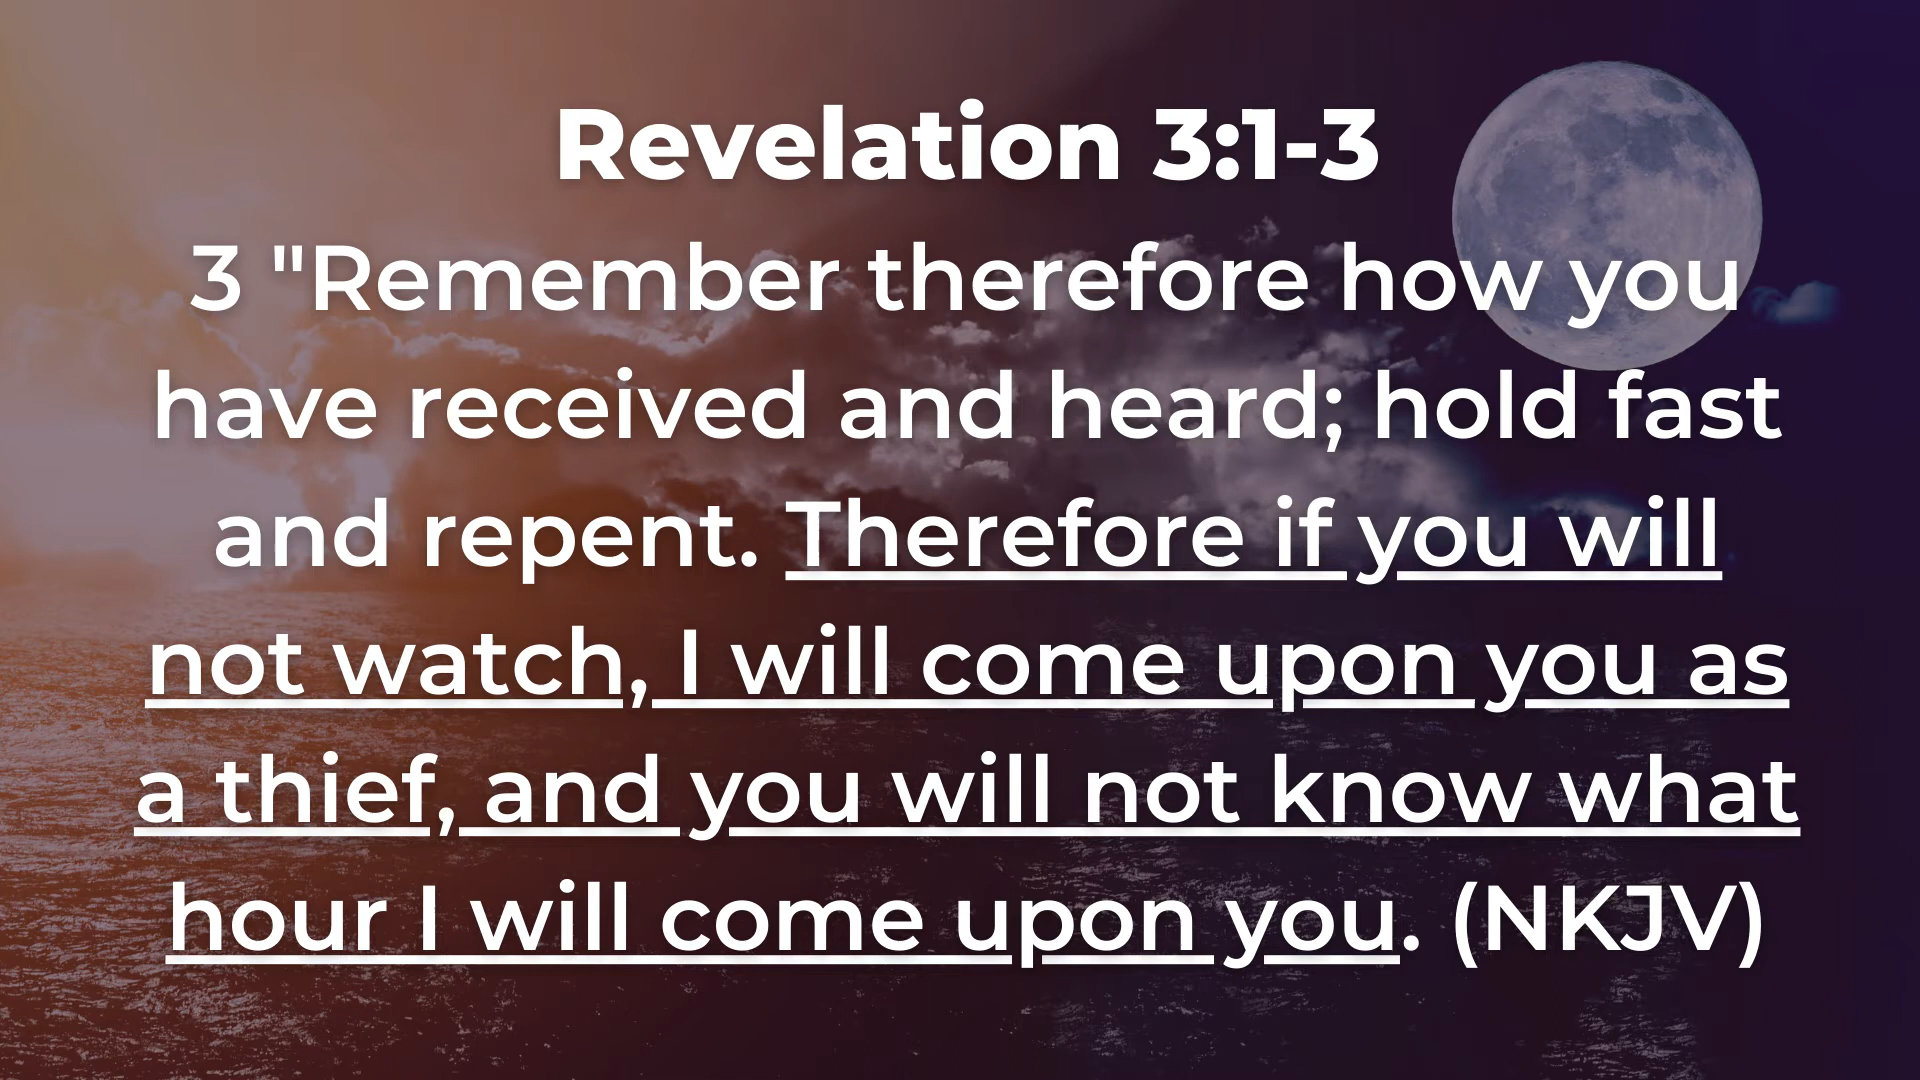 Revelation 3:1-3
3 "Remember therefore how you
have received and heard; hold fast
and repent. Therefore if you will
not watch, I will come upon you as
a thief, and you will not know what
hour I will come upon you. (NKJV)